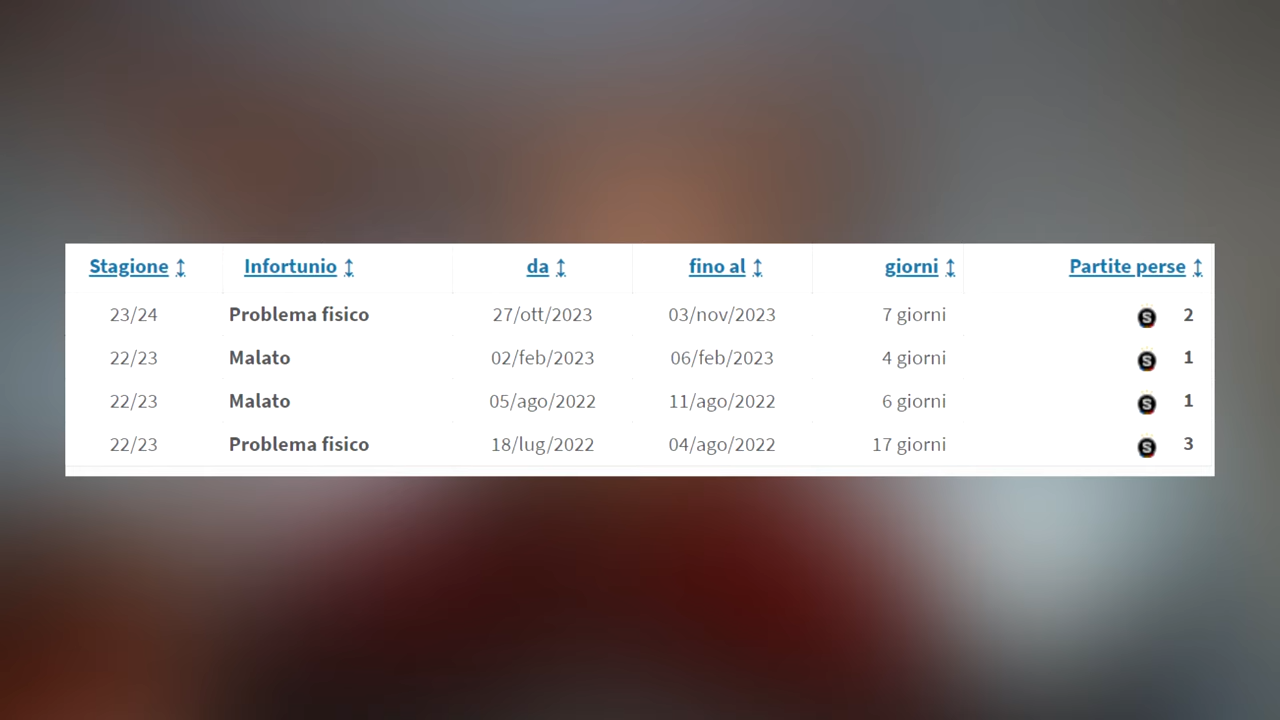 Stagione ↕ Infortunio ↕ da ↕ fino al ↕ giorni ↕ Partite perse ↕
23/24 Problema fisico 27/ott/2023 03/nov/2023 7 giorni S 2
22/23 Malato 02/feb/2023 06/feb/2023 4 giorni S 1
22/23 Malato 05/ago/2022 11/ago/2022 6 giorni S 1
22/23 Problema fisico 18/lug/2022 04/ago/2022 17 giorni S 3